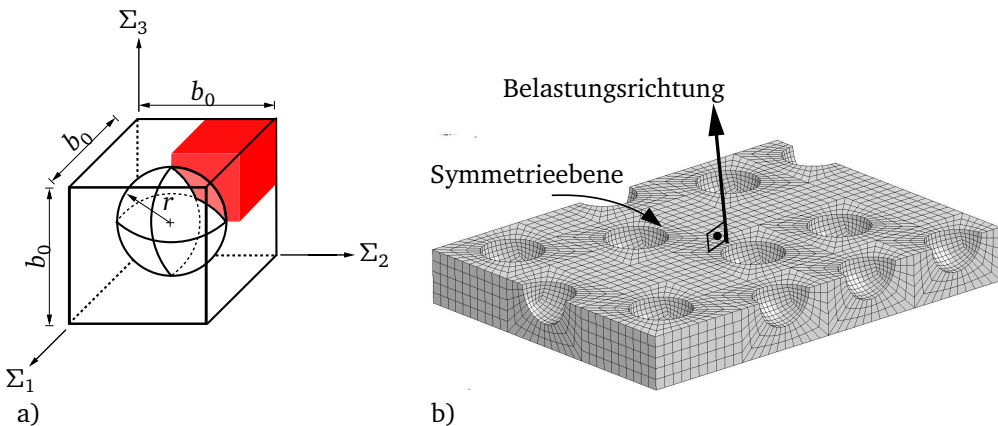 Σ3
b0
b0
b0
r
Σ2
Σ1
a)
Belastungsrichtung
Symmetrieebene
b)